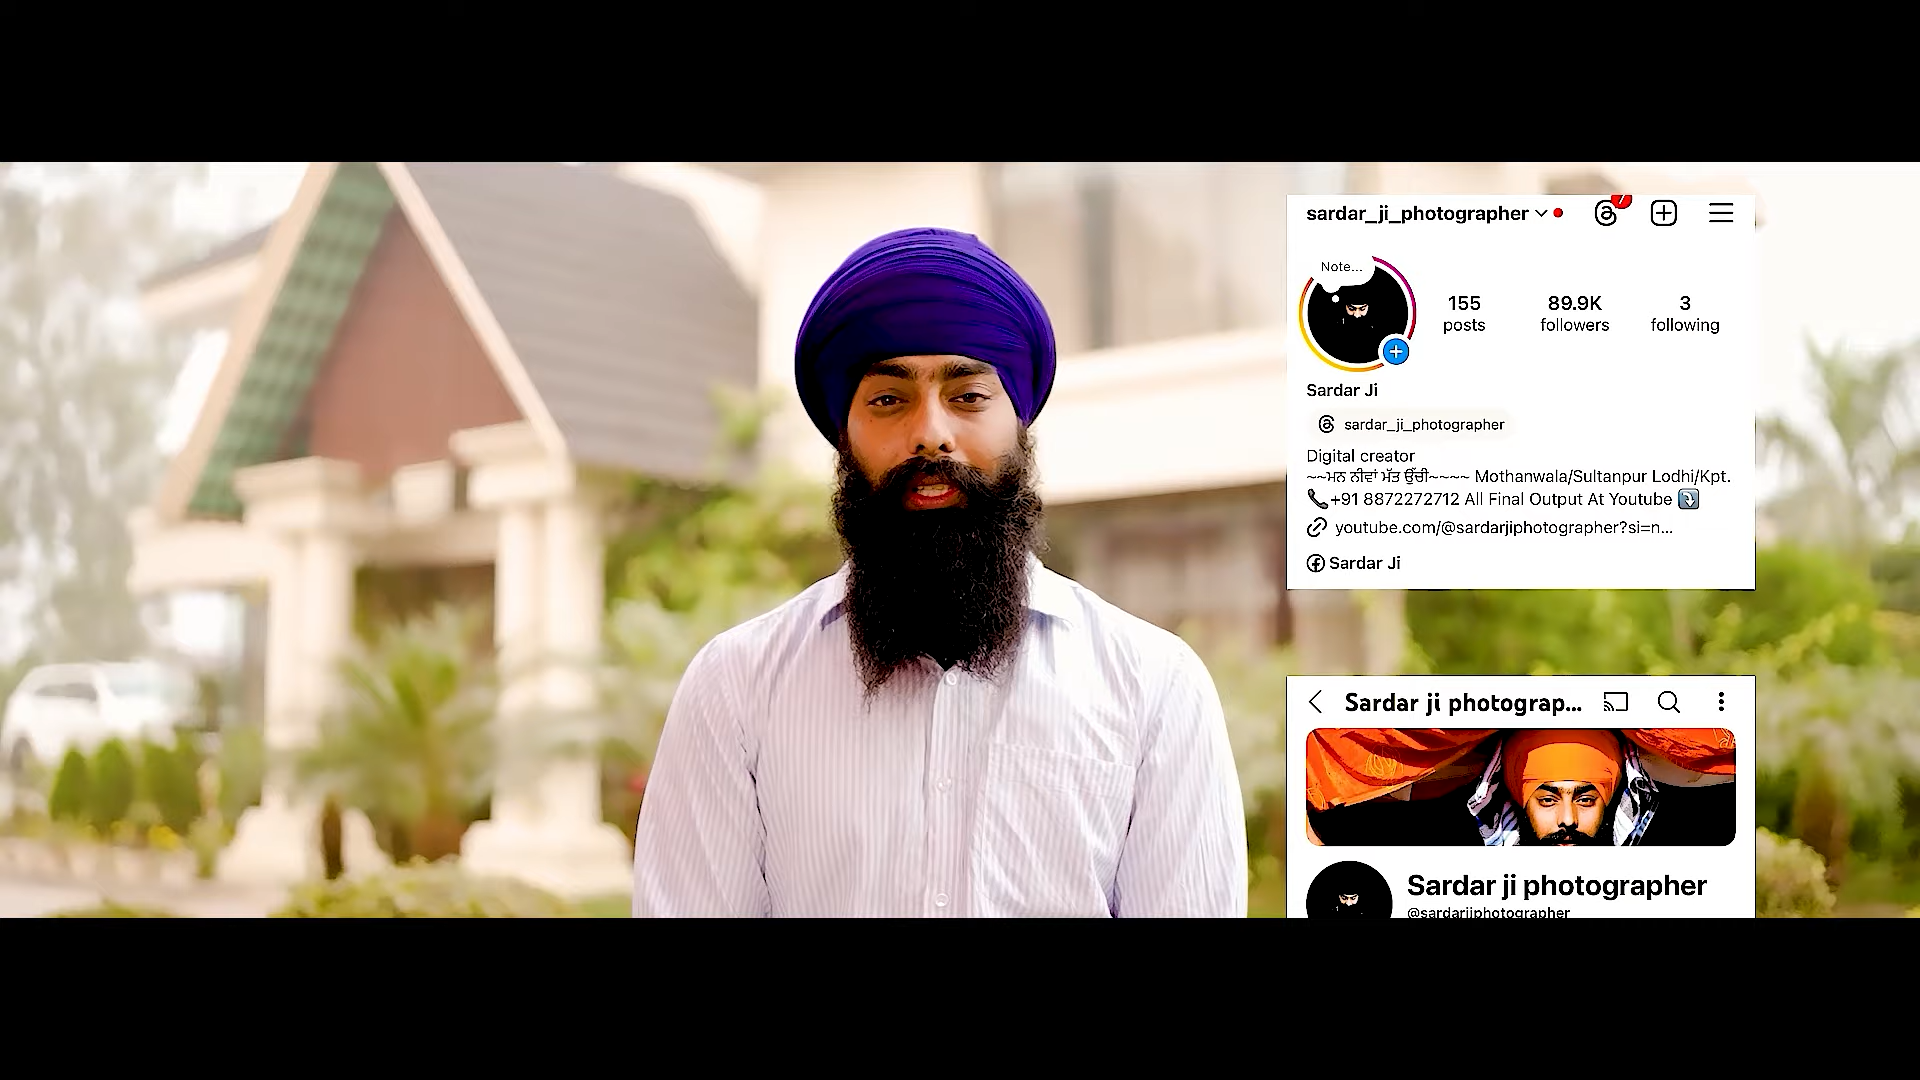 sardar_ji_photographer
7
Note...
155
89.9K
3
posts
followers
following
Sardar Ji
sardar_ji_photographer
Digital creator
~~ਮਨ ਨੀਵਾਂ ਮੱਤ ਉੱਚੀ~~~~ Mothanwala/Sultanpur Lodhi/Kpt.
+91 8872272712 All Final Output At Youtube
youtube.com/@sardarjiphotographer?si=n...
Sardar Ji
Sardar ji photograp...
Sardar ji photographer
@sardarjiphotographer